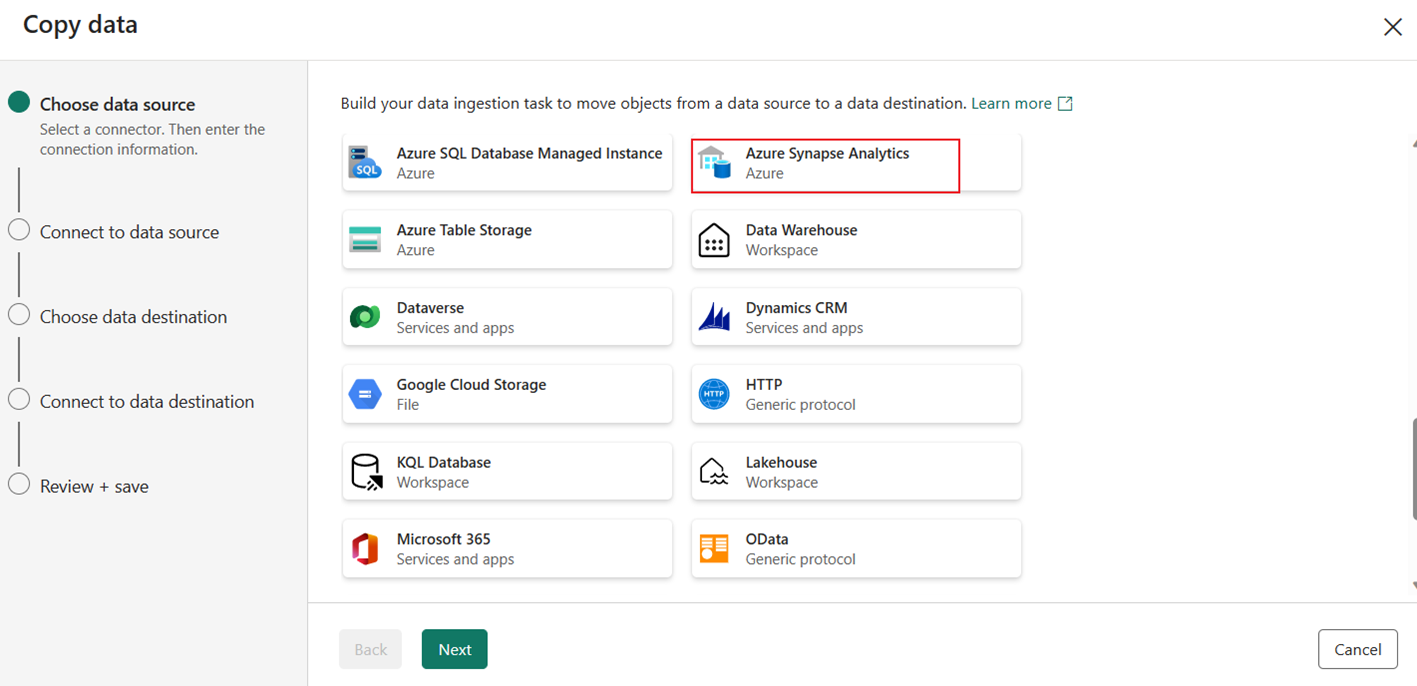 Copy data
Choose data source
Select a connector. Then enter the
connection information.
Connect to data source
Choose data destination
Connect to data destination
Review + save
Build your data ingestion task to move objects from a data source to a data destination. Learn more
SQL
Azure SQL Database Managed Instance
Azure
Azure Synapse Analytics
Azure
Azure Table Storage
Azure
Data Warehouse
Workspace
Dataverse
Services and apps
Dynamics CRM
Services and apps
Google Cloud Storage
File
HTTP
HTTP
Generic protocol
KQL Database
Workspace
Lakehouse
Workspace
Microsoft 365
Services and apps
OData
Generic protocol
Back
Next
Cancel